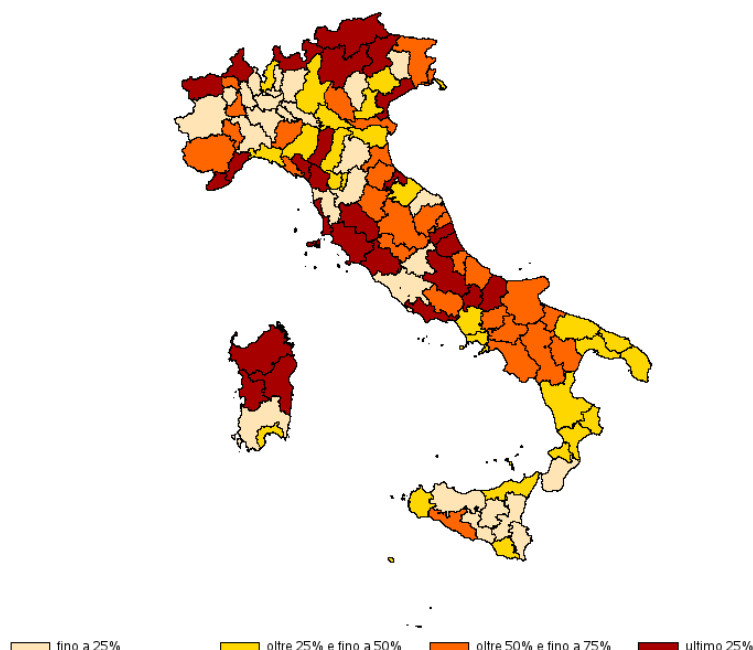 fino a 25%
oltre 25% e fino a 50%
oltre 50% e fino a 75%
ultimo 25%